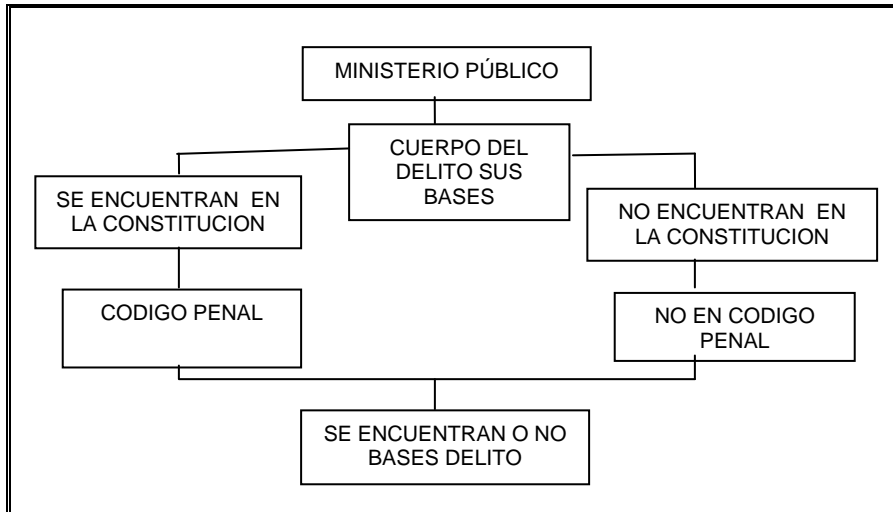 MINISTERIO PÚBLICO
CUERPO DEL
DELITO SUS
BASES
SE ENCUENTRAN EN
LA CONSTITUCION
NO ENCUENTRAN EN
LA CONSTITUCION
CODIGO PENAL
NO EN CODIGO
PENAL
SE ENCUENTRAN O NO
BASES DELITO